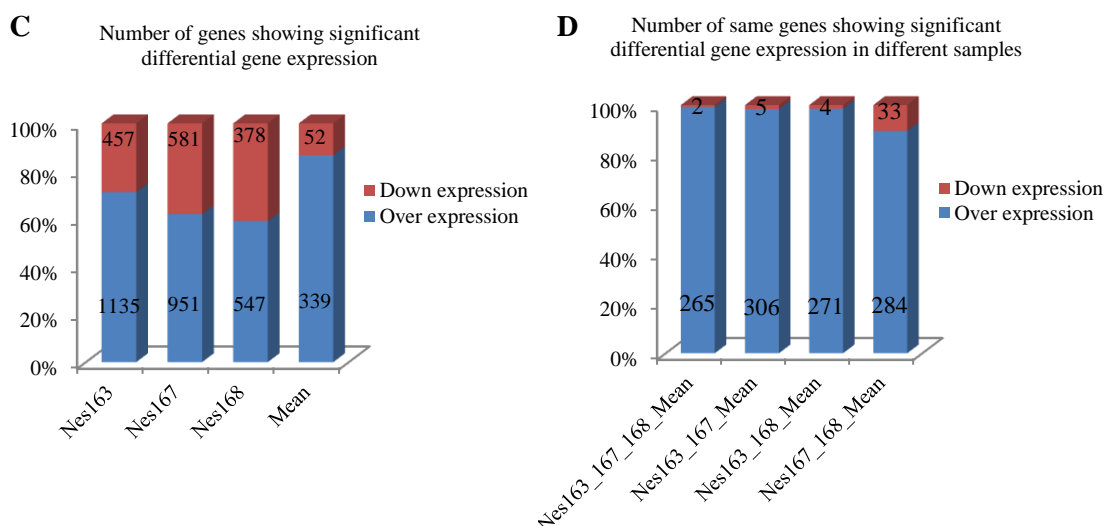 C
Number of genes showing significant
differential gene expression
100%
80%
60%
40%
20%
0%
457
581
378
52
1135
951
547
339
Nes163
Nes167
Nes168
Mean
Down expression
Over expression
D
Number of same genes showing significant
differential gene expression in different samples
100%
80%
60%
40%
20%
0%
2
5
4
33
265
306
271
284
Nes163_167_168_Mean
Nes163_167_Mean
Nes163_168_Mean
Nes167_168_Mean
Down expression
Over expression